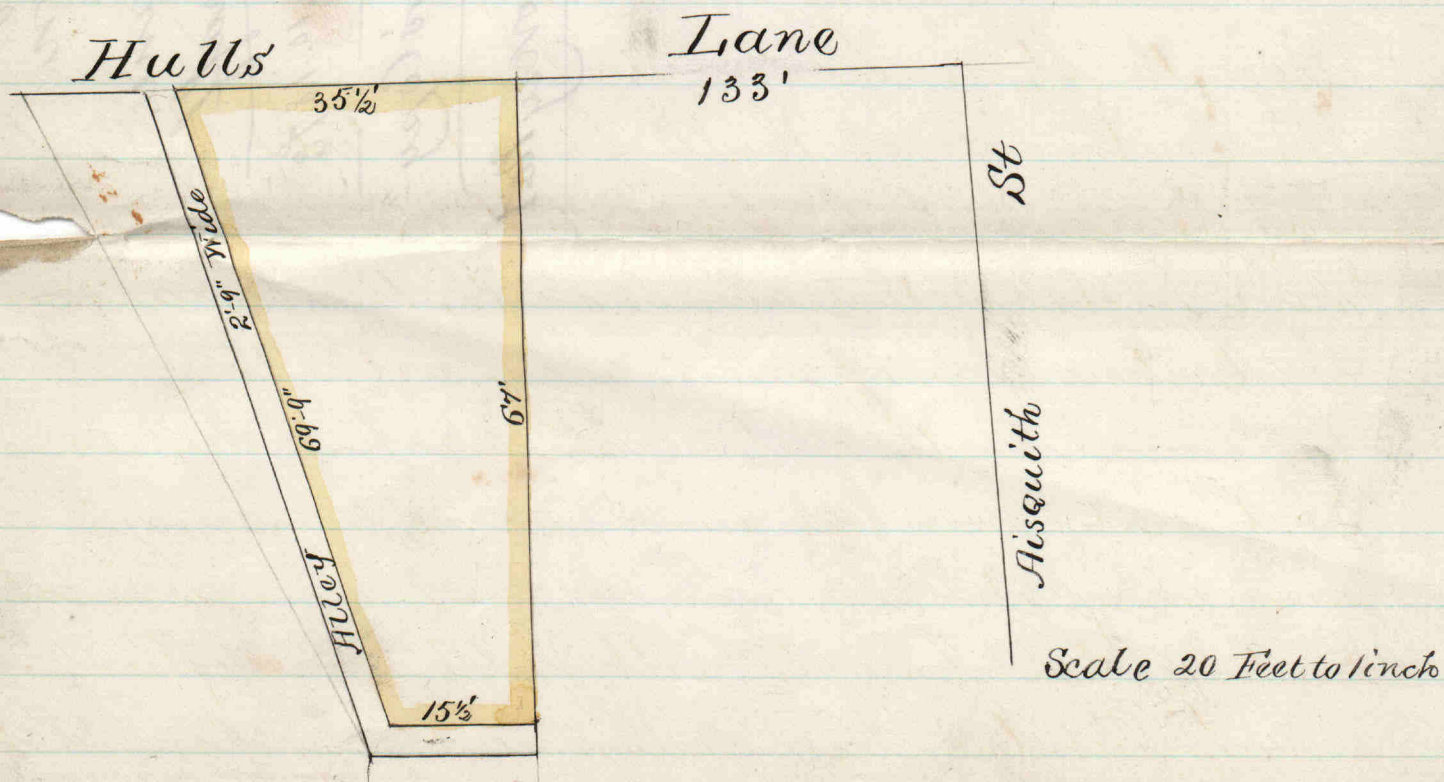 Hulls Lane
35½'
133'
St
2'-9" Wide
69'-9"
64'
Aisquith
Alley
Scale 20 Feet to 1 inch
15½'